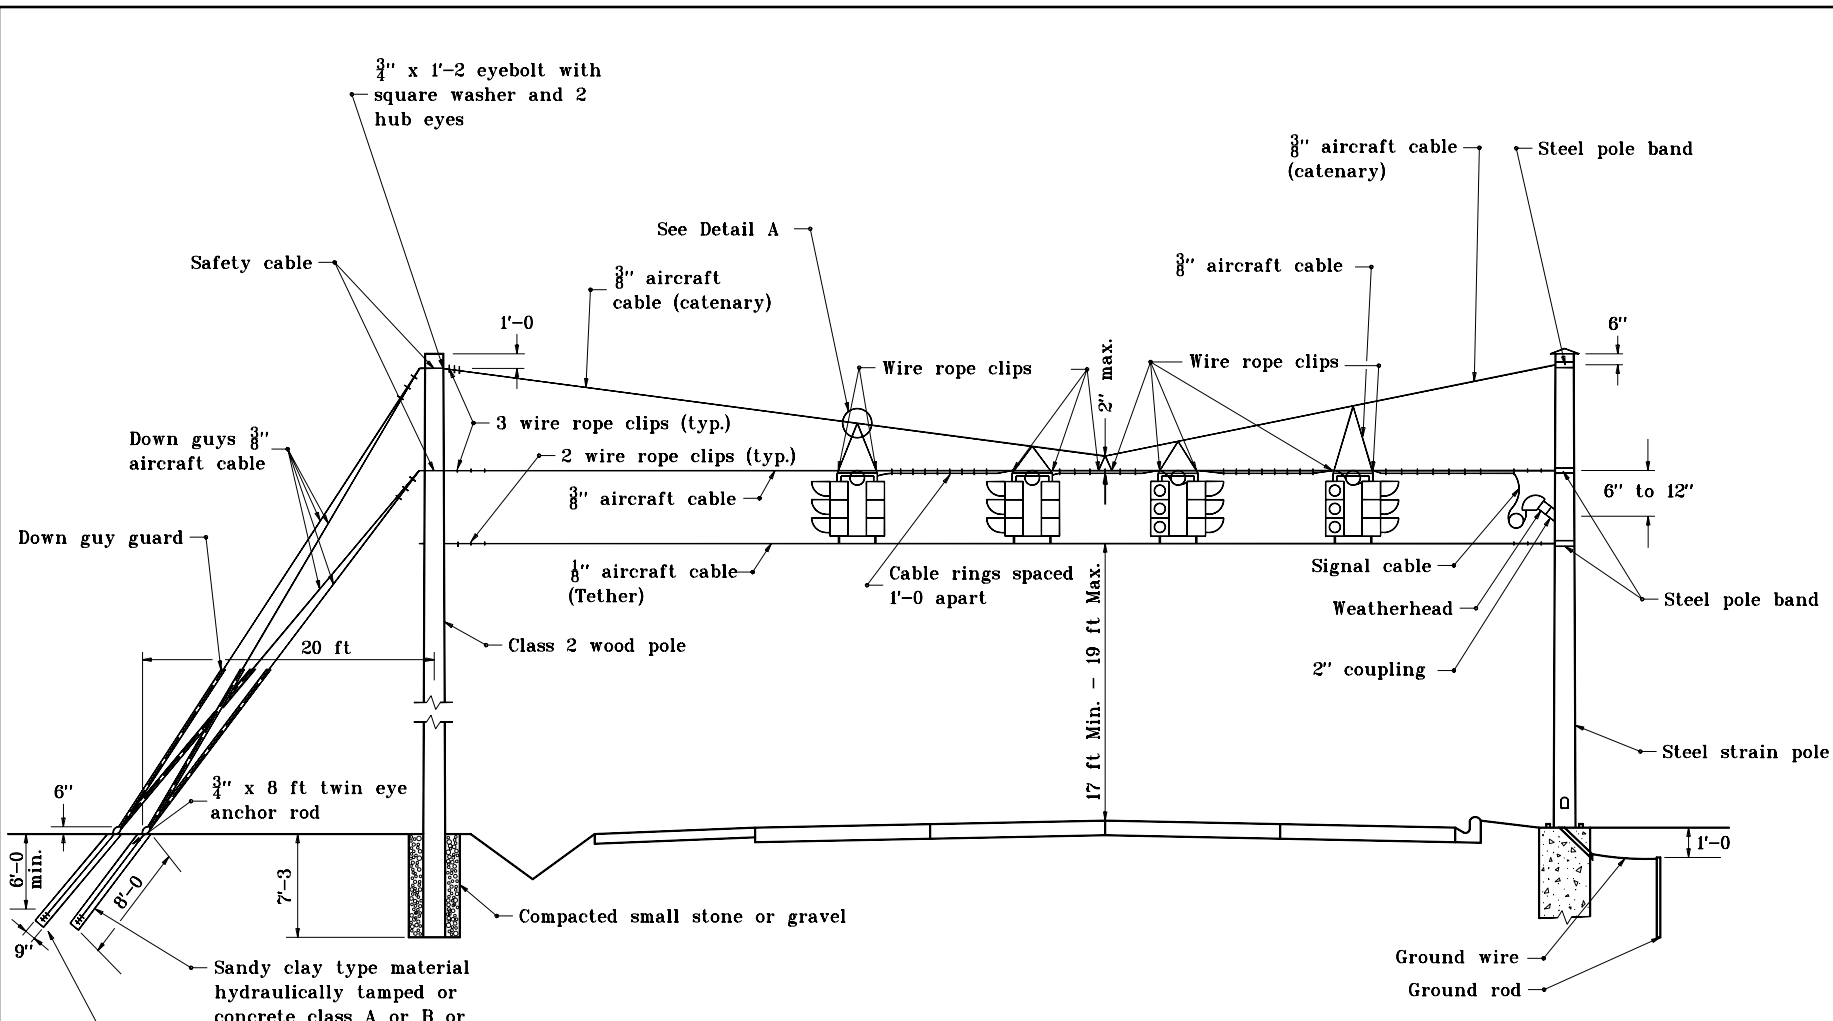 3/4" x 1'-2 eyebolt with
square washer and 2
hub eyes
3/8" aircraft cable
(catenary)
Steel pole band
See Detail A
Safety cable
3/8" aircraft
cable (catenary)
3/8" aircraft cable
1'-0
6"
Wire rope clips
2" max.
Wire rope clips
3 wire rope clips (typ.)
Down guys 3/8"
aircraft cable
2 wire rope clips (typ.)
3/8" aircraft cable
6" to 12"
Down guy guard
1/8" aircraft cable
(Tether)
Cable rings spaced
1'-0 apart
Signal cable
Weatherhead
Steel pole band
20 ft
Class 2 wood pole
17 ft Min. - 19 ft Max.
2" coupling
Steel strain pole
6"
3/4" x 8 ft twin eye
anchor rod
1'-0
6'-0
min.
8'-0
7'-3
9"
Compacted small stone or gravel
Ground wire
Ground rod
Sandy clay type material
hydraulically tamped or
concrete class A or B or